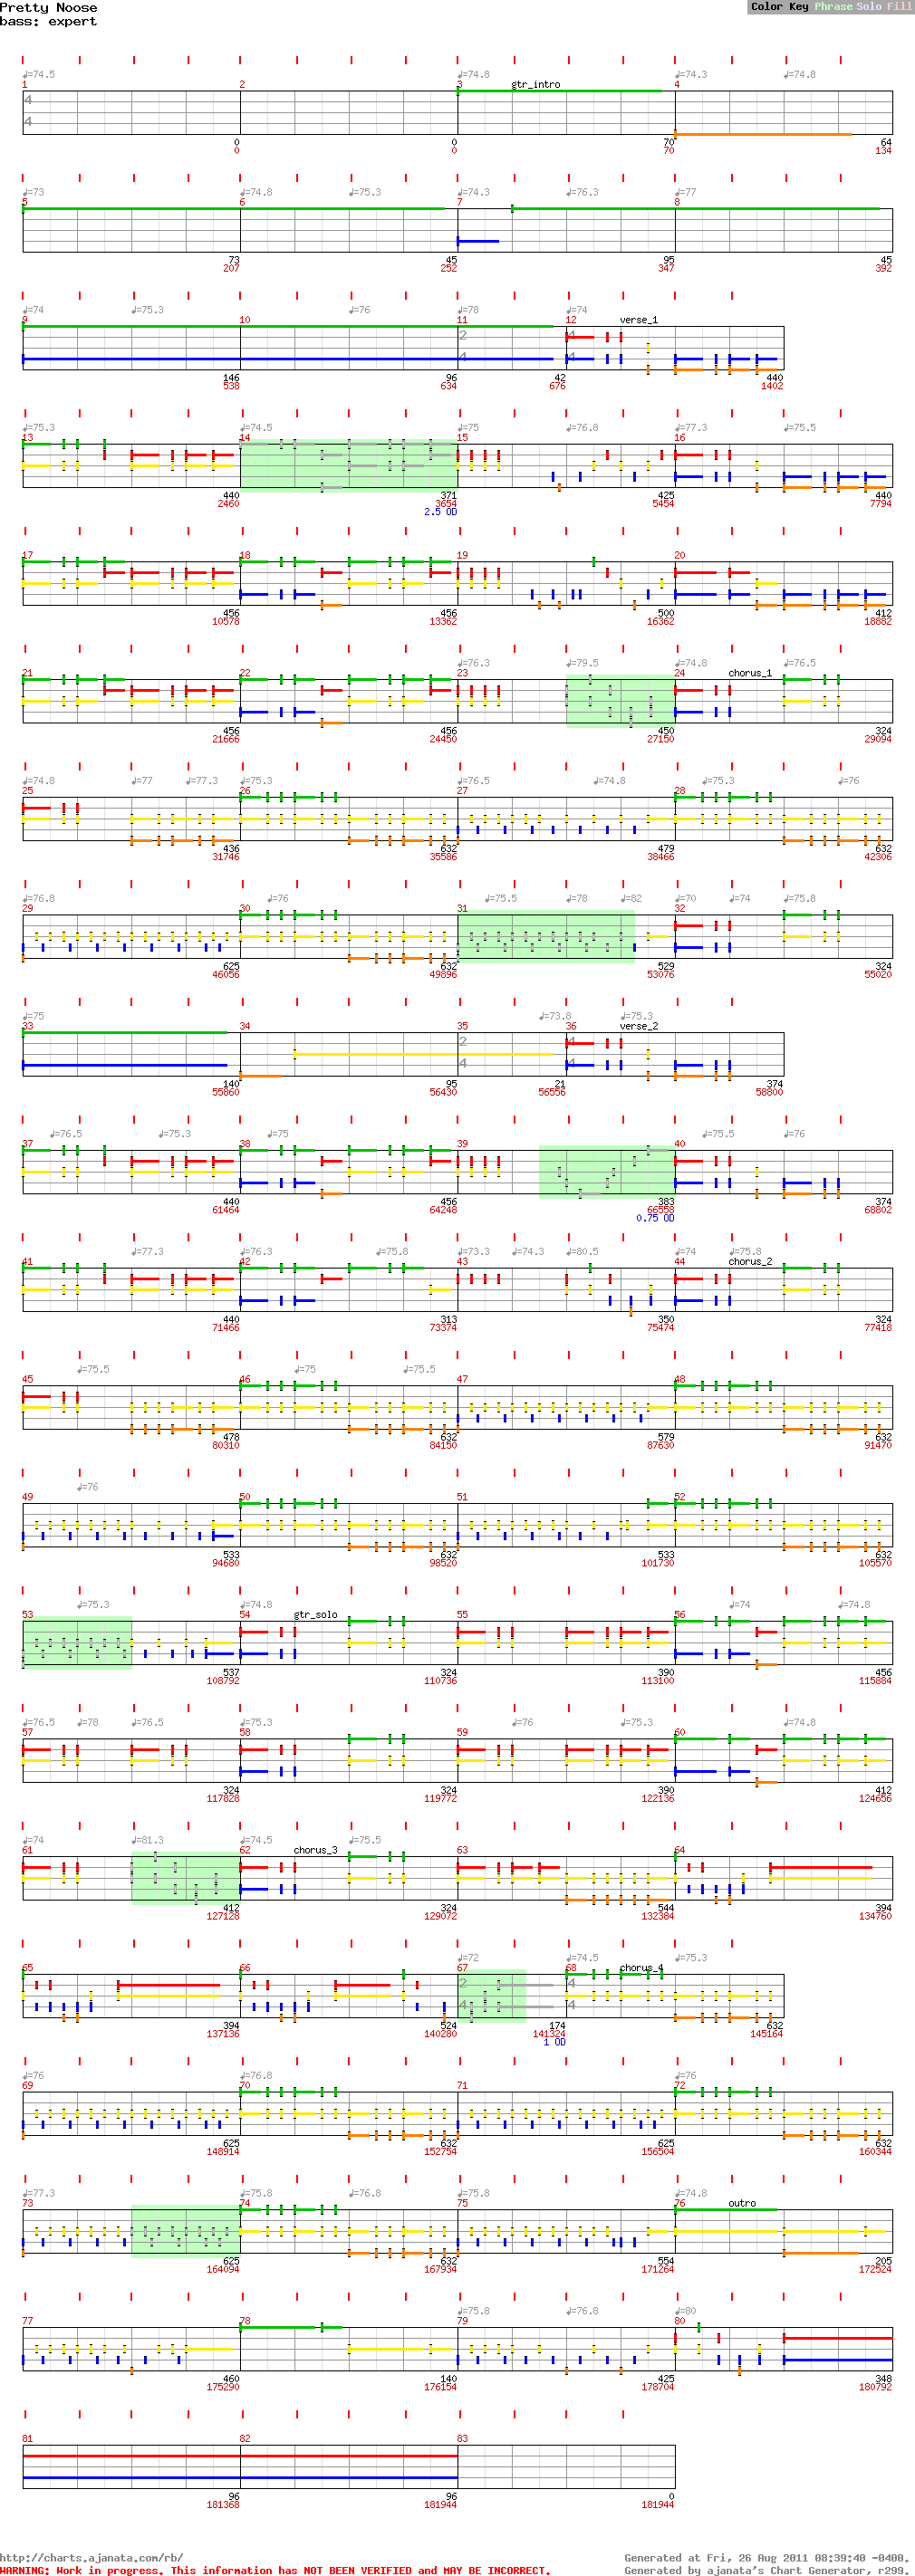 Pretty Noose
bass: expert
Color Key Phrase Solo Fill
♩=74.5 ♩=74.8 ♩=74.3 ♩=74.8
1 2 3 gtr_intro 4
4
4
0 0 70 64
0 0 70 134
♩=73 ♩=74.8 ♩=75.3 ♩=74.3 ♩=76.3 ♩=77
5 6 7 8
73 45 95 45
207 252 347 392
♩=74 ♩=75.3 ♩=76 ♩=78 ♩=74
9 10 11 12 verse_1
2 4
4 4
146 96 42 440
538 634 676 1402
♩=75.3 ♩=74.5 ♩=75 ♩=76.8 ♩=77.3 ♩=75.5
13 14 15 16
440 371 425 440
2460 3654 5454 7794
2.5 OD
17 18 19 20
456 456 500 412
10578 13362 16362 18882
♩=76.3 ♩=79.5 ♩=74.8 ♩=76.5
21 22 23 24 chorus_1
456 456 450 324
21666 24450 27150 29094
♩=74.8 ♩=77 ♩=77.3 ♩=75.3 ♩=76.5 ♩=74.8 ♩=75.3 ♩=76
25 26 27 28
436 632 479 632
31746 35586 38466 42306
♩=76.8 ♩=76 ♩=75.5 ♩=78 ♩=82 ♩=70 ♩=74 ♩=75.8
29 30 31 32
625 632 529 324
46056 49896 53076 55020
♩=75 ♩=73.8 ♩=75.3
33 34 35 36 verse_2
2 4
4 4
140 95 21 374
55860 56430 56556 58800
♩=76.5 ♩=75.3 ♩=75 ♩=75.5 ♩=76
37 38 39 40
440 456 383 374
61464 64248 66558 68802
0.75 OD
♩=77.3 ♩=76.3 ♩=75.8 ♩=73.3 ♩=74.3 ♩=80.5 ♩=74 ♩=75.8
41 42 43 44 chorus_2
440 313 350 324
71466 73374 75474 77418
♩=75.5 ♩=75 ♩=75.5
45 46 47 48
478 632 579 632
80310 84150 87630 91470
♩=76
49 50 51 52
533 632 533 632
94680 98520 101730 105570
♩=75.3 ♩=74.8 ♩=74 ♩=74.8
53 54 gtr_solo 55 56
537 324 390 456
108792 110736 113100 115884
♩=76.5 ♩=78 ♩=76.5 ♩=75.3 ♩=76 ♩=75.3 ♩=74.8
57 58 59 60
324 324 390 412
117828 119772 122136 124656
♩=74 ♩=81.3 ♩=74.5 ♩=75.5
61 62 chorus_3 63 64
412 324 544 394
127128 129072 132384 134760
♩=72 ♩=74.5 ♩=75.3
65 66 67 68 chorus_4
2 4
4 4
394 524 174 632
137136 140280 141324 145164
1 OD
♩=76 ♩=76.8 ♩=76
69 70 71 72
625 632 625 632
148914 152754 156504 160344
♩=77.3 ♩=75.8 ♩=76.8 ♩=75.8 ♩=74.8
73 74 75 76 outro
625 632 554 205
164094 167934 171264 172524
♩=75.8 ♩=76.8 ♩=80
77 78 79 80
460 140 425 348
175290 176154 178704 180792
81 82 83
96 96 0
181368 181944 181944
http://charts.ajanata.com/rb/ Generated at Fri, 26 Aug 2011 08:39:40 -0400.
WARNING: Work in progress. This information has NOT BEEN VERIFIED and MAY BE INCORRECT. Generated by ajanata's Chart Generator, r299.